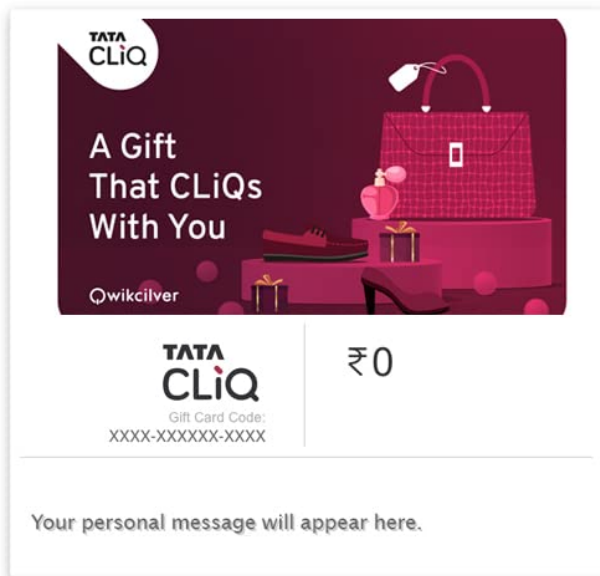 TATA
CLiQ
A Gift
That CLiQs
With You
Qwikcilver
TATA
CLiQ
₹0
Gift Card Code:
XXXX-XXXXXX-XXXX
Your personal message will appear here.